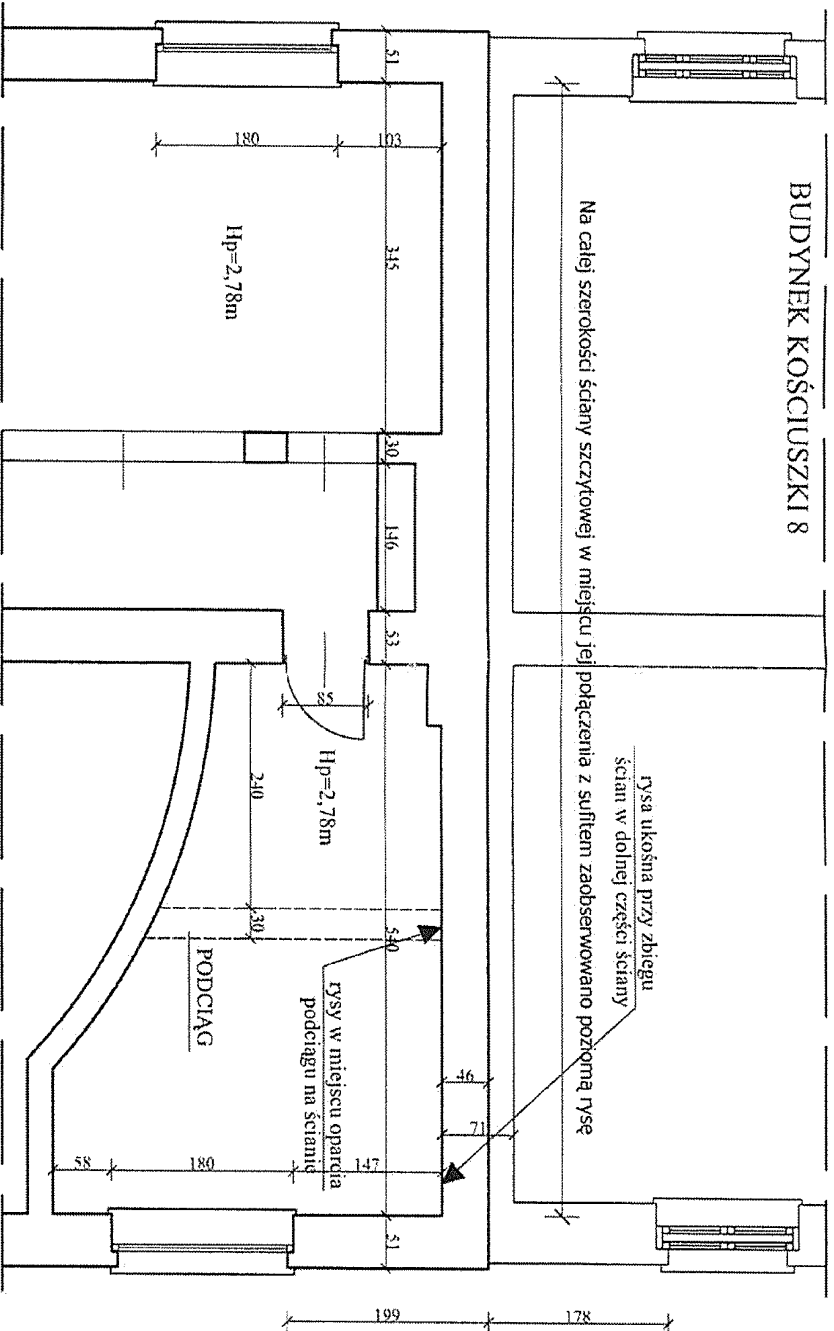 BUDYNEK KOŚCIUSZKI 8
rysa ukośna przy zbiegu
ścian w dolnej części ściany
Na całej szerokości ściany szczytowej w miejscu jej połączenia z sufitem zaobserwowano poziomą rysę
51
345
30
146
53
540
51
103
180
Hp=2,78m
85
Hp=2,78m
240
30
PODCIĄG
rysy w miejscu oparcia
podciągu na ścianie
46
71
147
180
58
178
199